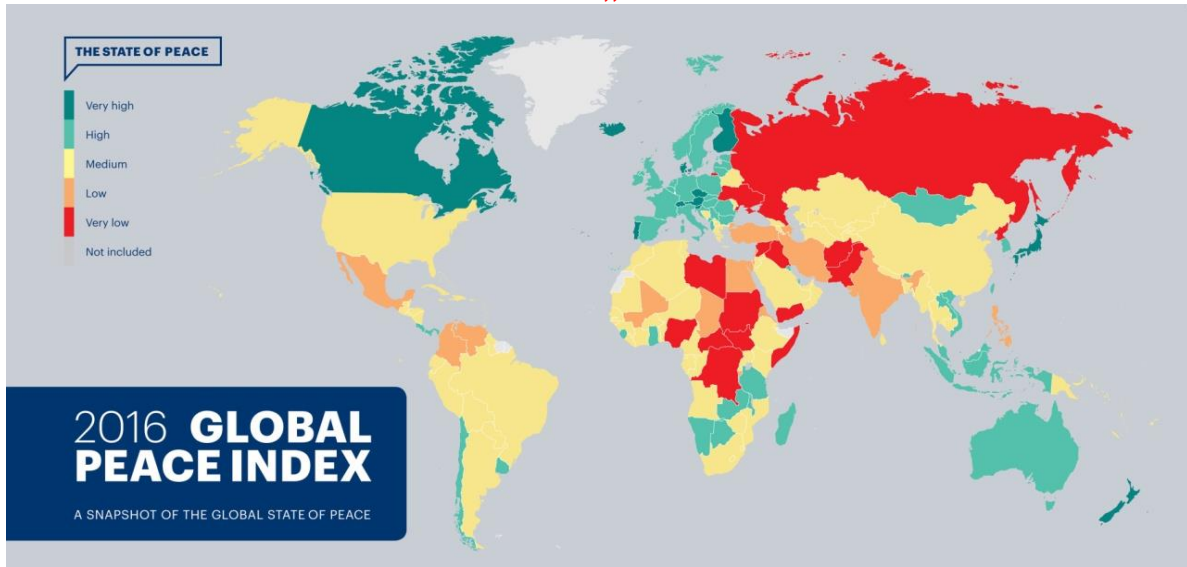 THE STATE OF PEACE
Very high
High
Medium
Low
Very low
Not included
2016 GLOBAL
PEACE INDEX
A SNAPSHOT OF THE GLOBAL STATE OF PEACE